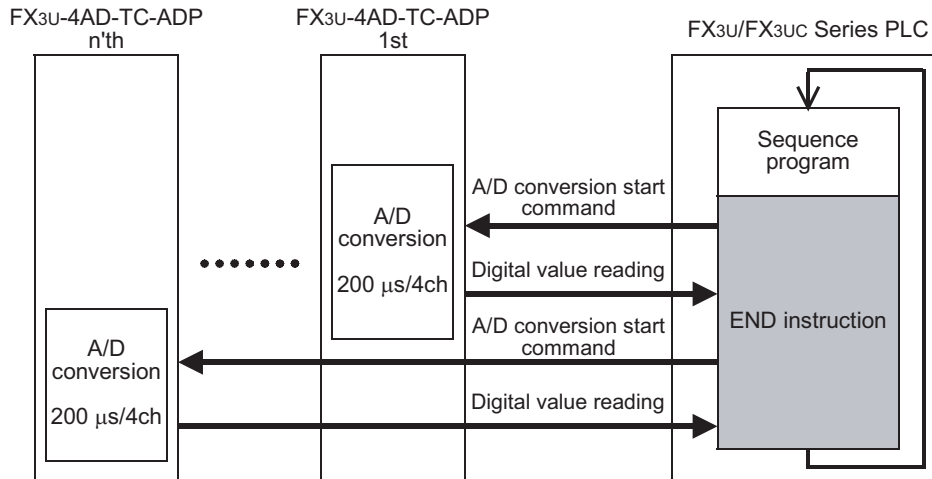 FX3U-4AD-TC-ADP
n'th
FX3U-4AD-TC-ADP
1st
FX3U/FX3UC Series PLC
Sequence
program
A/D conversion start
command
A/D
conversion
200 μs/4ch
Digital value reading
END instruction
A/D conversion start
command
A/D
conversion
200 μs/4ch
Digital value reading